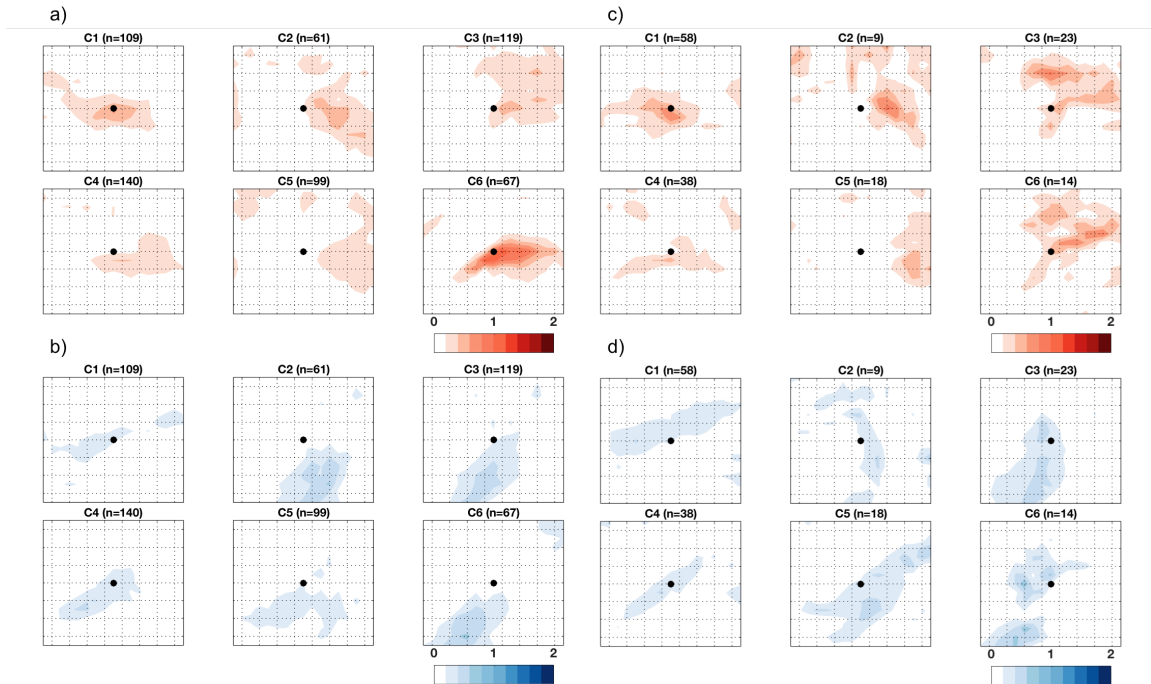 a)
c)
C1 (n=109)
C2 (n=61)
C3 (n=119)
C1 (n=58)
C2 (n=9)
C3 (n=23)
C4 (n=140)
C5 (n=99)
C6 (n=67)
C4 (n=38)
C5 (n=18)
C6 (n=14)
0 1 2
0 1 2
b)
d)
C1 (n=109)
C2 (n=61)
C3 (n=119)
C1 (n=58)
C2 (n=9)
C3 (n=23)
C4 (n=140)
C5 (n=99)
C6 (n=67)
C4 (n=38)
C5 (n=18)
C6 (n=14)
0 1 2
0 1 2